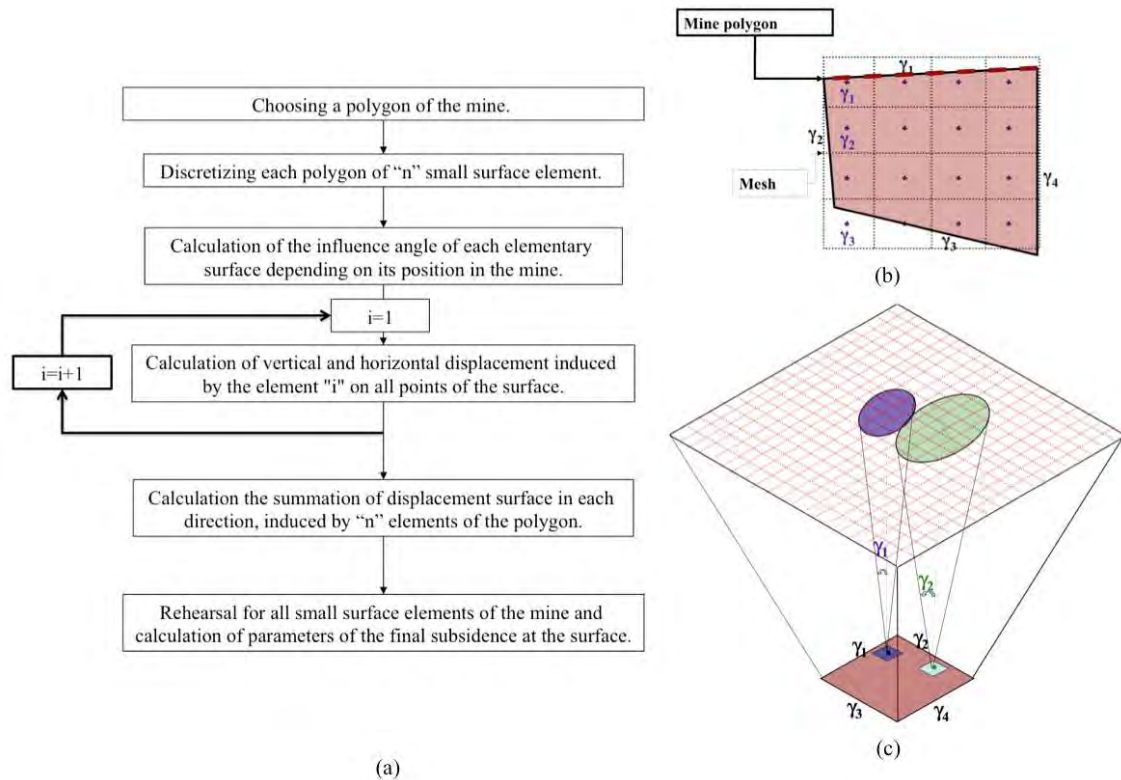 Choosing a polygon of the mine.
Discretizing each polygon of “n” small surface element.
Calculation of the influence angle of each elementary
surface depending on its position in the mine.
i=1
Calculation of vertical and horizontal displacement induced
by the element "i" on all points of the surface.
i=i+1
Calculation the summation of displacement surface in each
direction, induced by “n” elements of the polygon.
Rehearsal for all small surface elements of the mine and
calculation of parameters of the final subsidence at the surface.
(a)
Mine polygon
γ1
γ1
γ2
γ2
Mesh
γ4
γ3
γ3
(b)
γ1
γ2
γ1
γ2
γ3
γ4
(c)